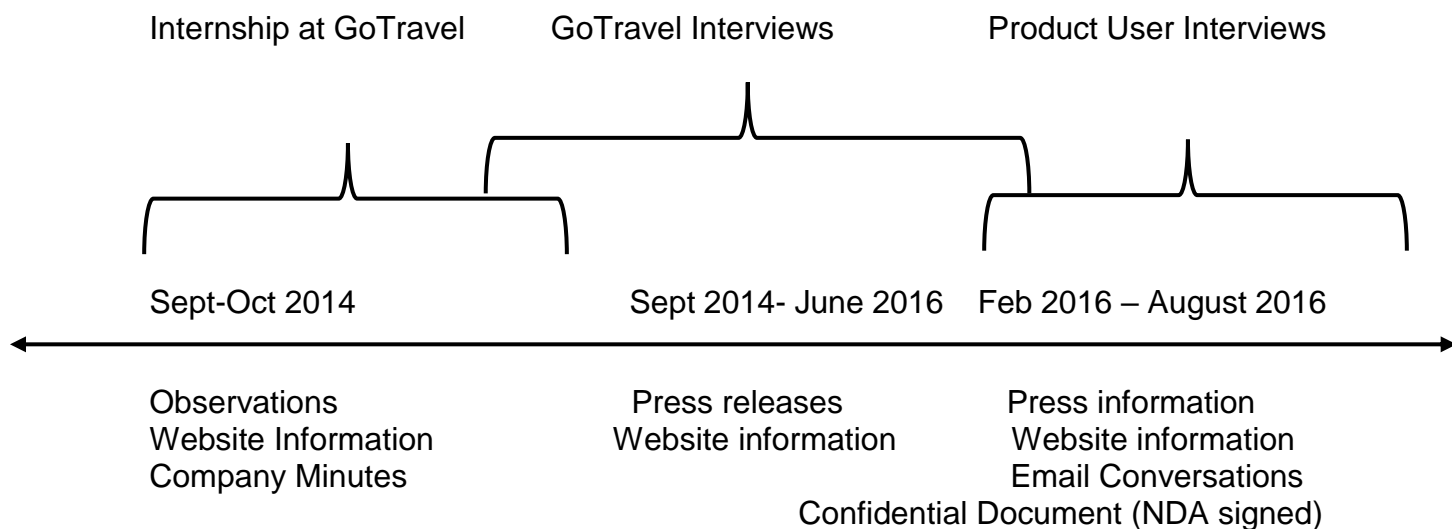 Internship at GoTravel GoTravel Interviews Product User Interviews
Sept-Oct 2014 Sept 2014- June 2016 Feb 2016 – August 2016
Observations Press releases Press information
Website Information Website information Website information
Company Minutes Email Conversations
Confidential Document (NDA signed)